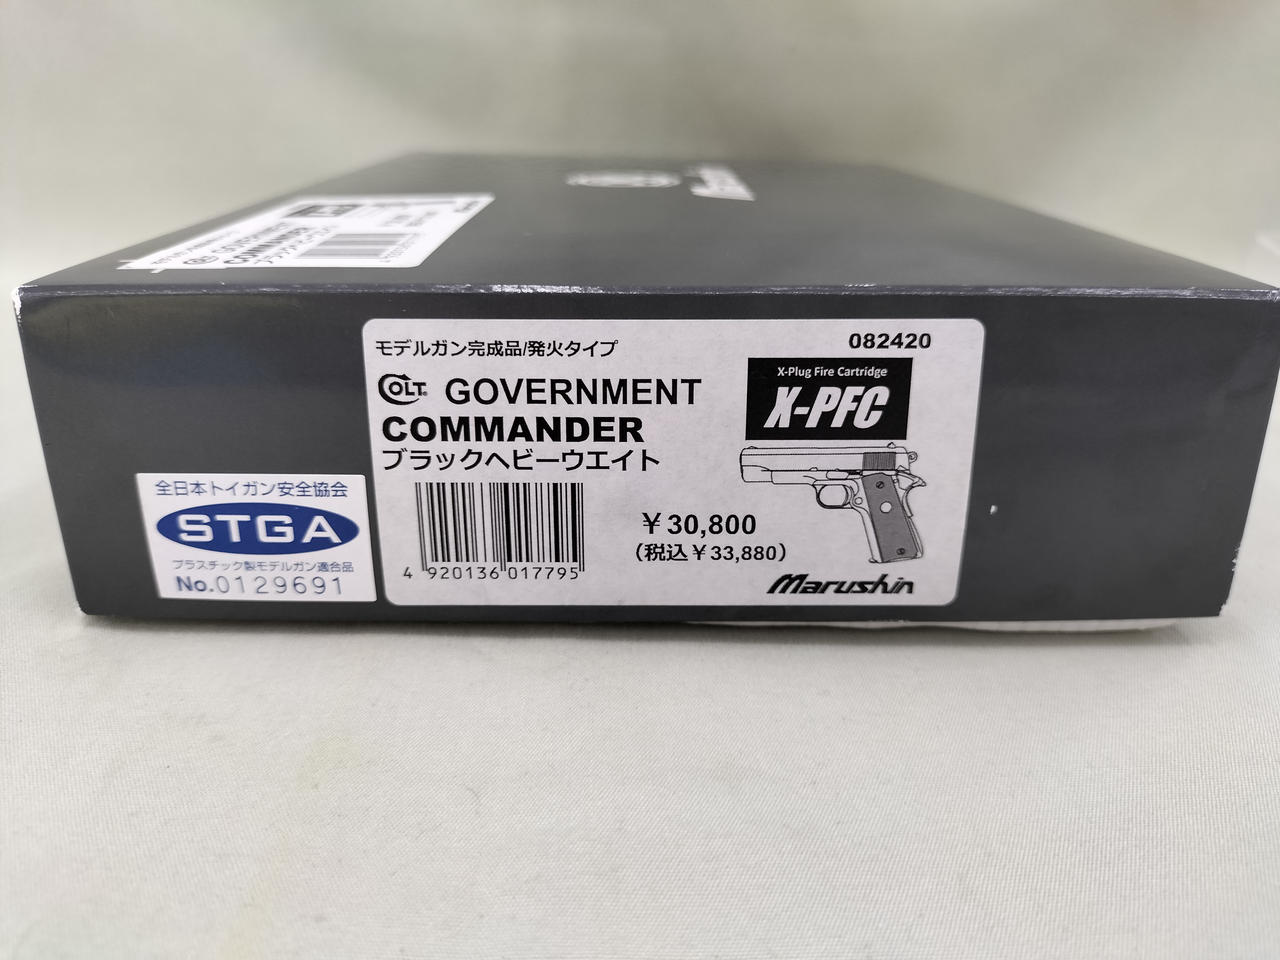 GOVERNMENT
COMMANDER
モデルガン完成品/発火タイプ
082420
COLT GOVERNMENT
COMMANDER
ブラックヘビーウエイト
X-Plug Fire Cartridge
X-PFC
4 920136 017795
￥30,800
(税込￥33,880)
Marushin
全日本トイガン安全協会
STGA
プラスチック製モデルガン適合品
No.0129691